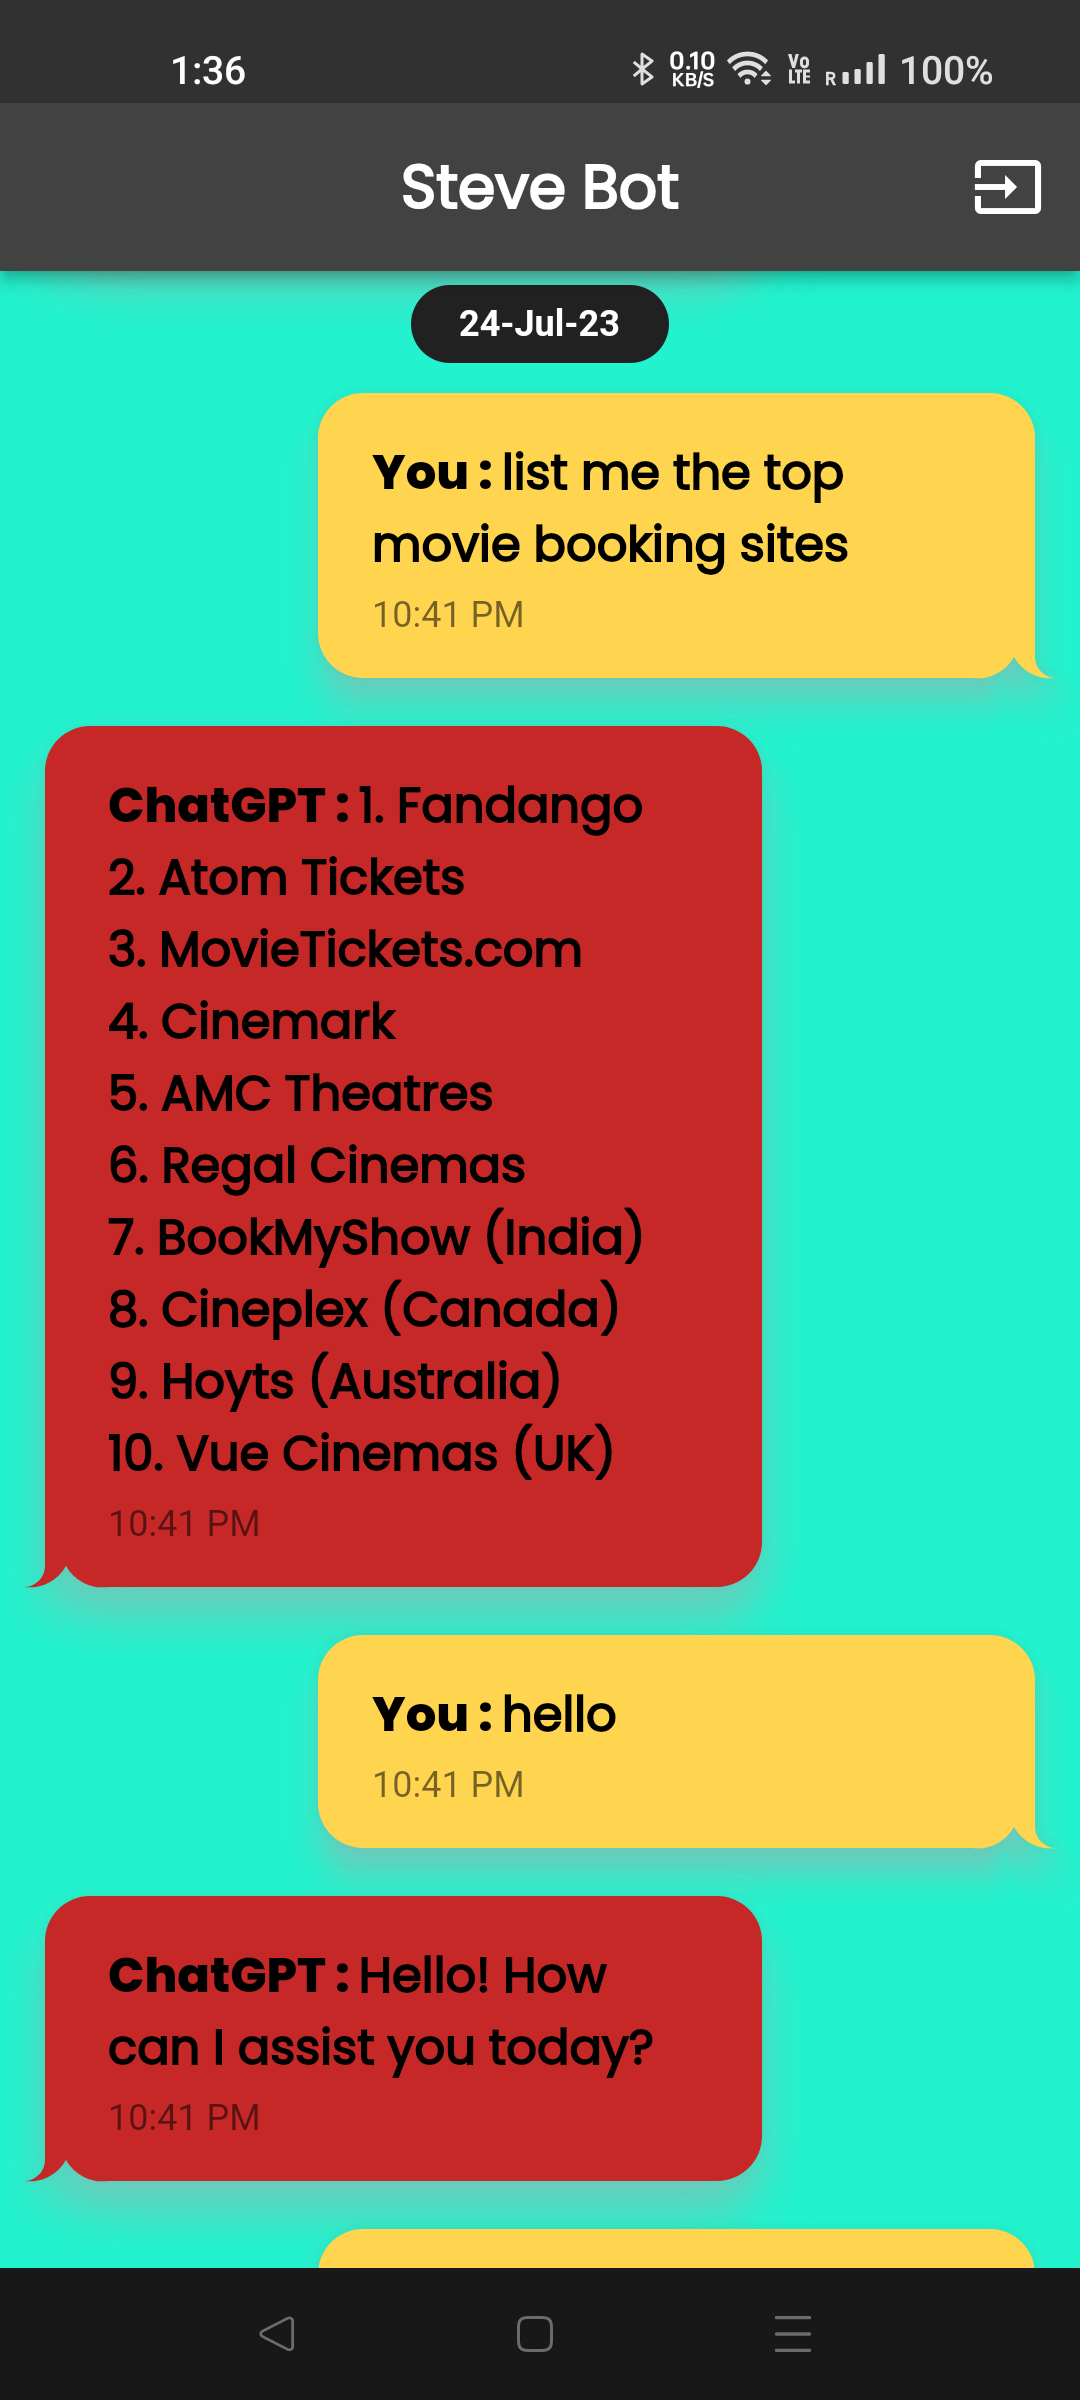 1:36 0.10 KB/S Vo LTE R 100%
Steve Bot
24-Jul-23
You : list me the top
movie booking sites
10:41 PM
ChatGPT : 1. Fandango
2. Atom Tickets
3. MovieTickets.com
4. Cinemark
5. AMC Theatres
6. Regal Cinemas
7. BookMyShow (India)
8. Cineplex (Canada)
9. Hoyts (Australia)
10. Vue Cinemas (UK)
10:41 PM
You : hello
10:41 PM
ChatGPT : Hello! How
can I assist you today?
10:41 PM